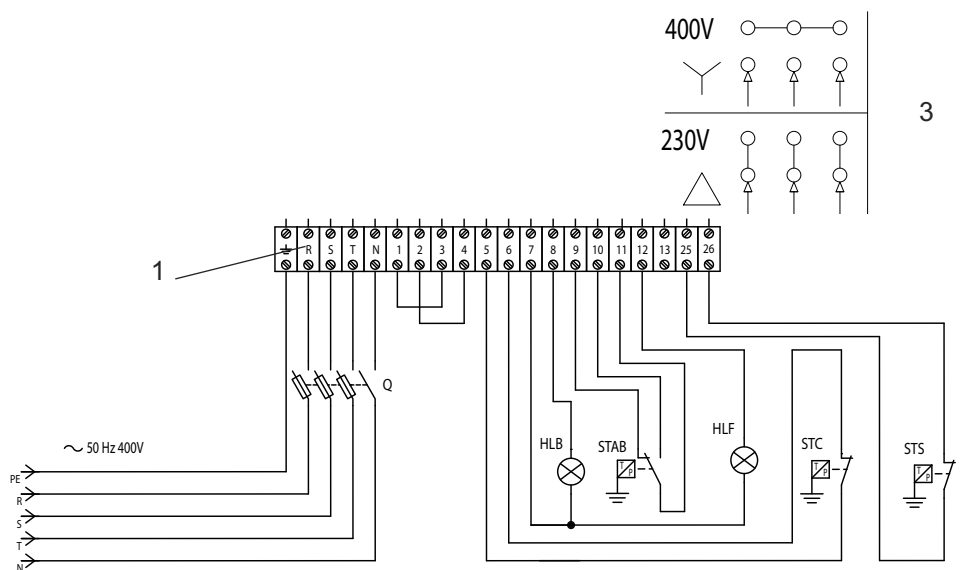 400V
3
230V
1
R S T N 1 2 3 4 5 6 7 8 9 10 11 12 13 25 26
Q
50 Hz 400V
HLB
STAB
HLF
STC
STS
T P
T P
T P
PE
R
S
T
N